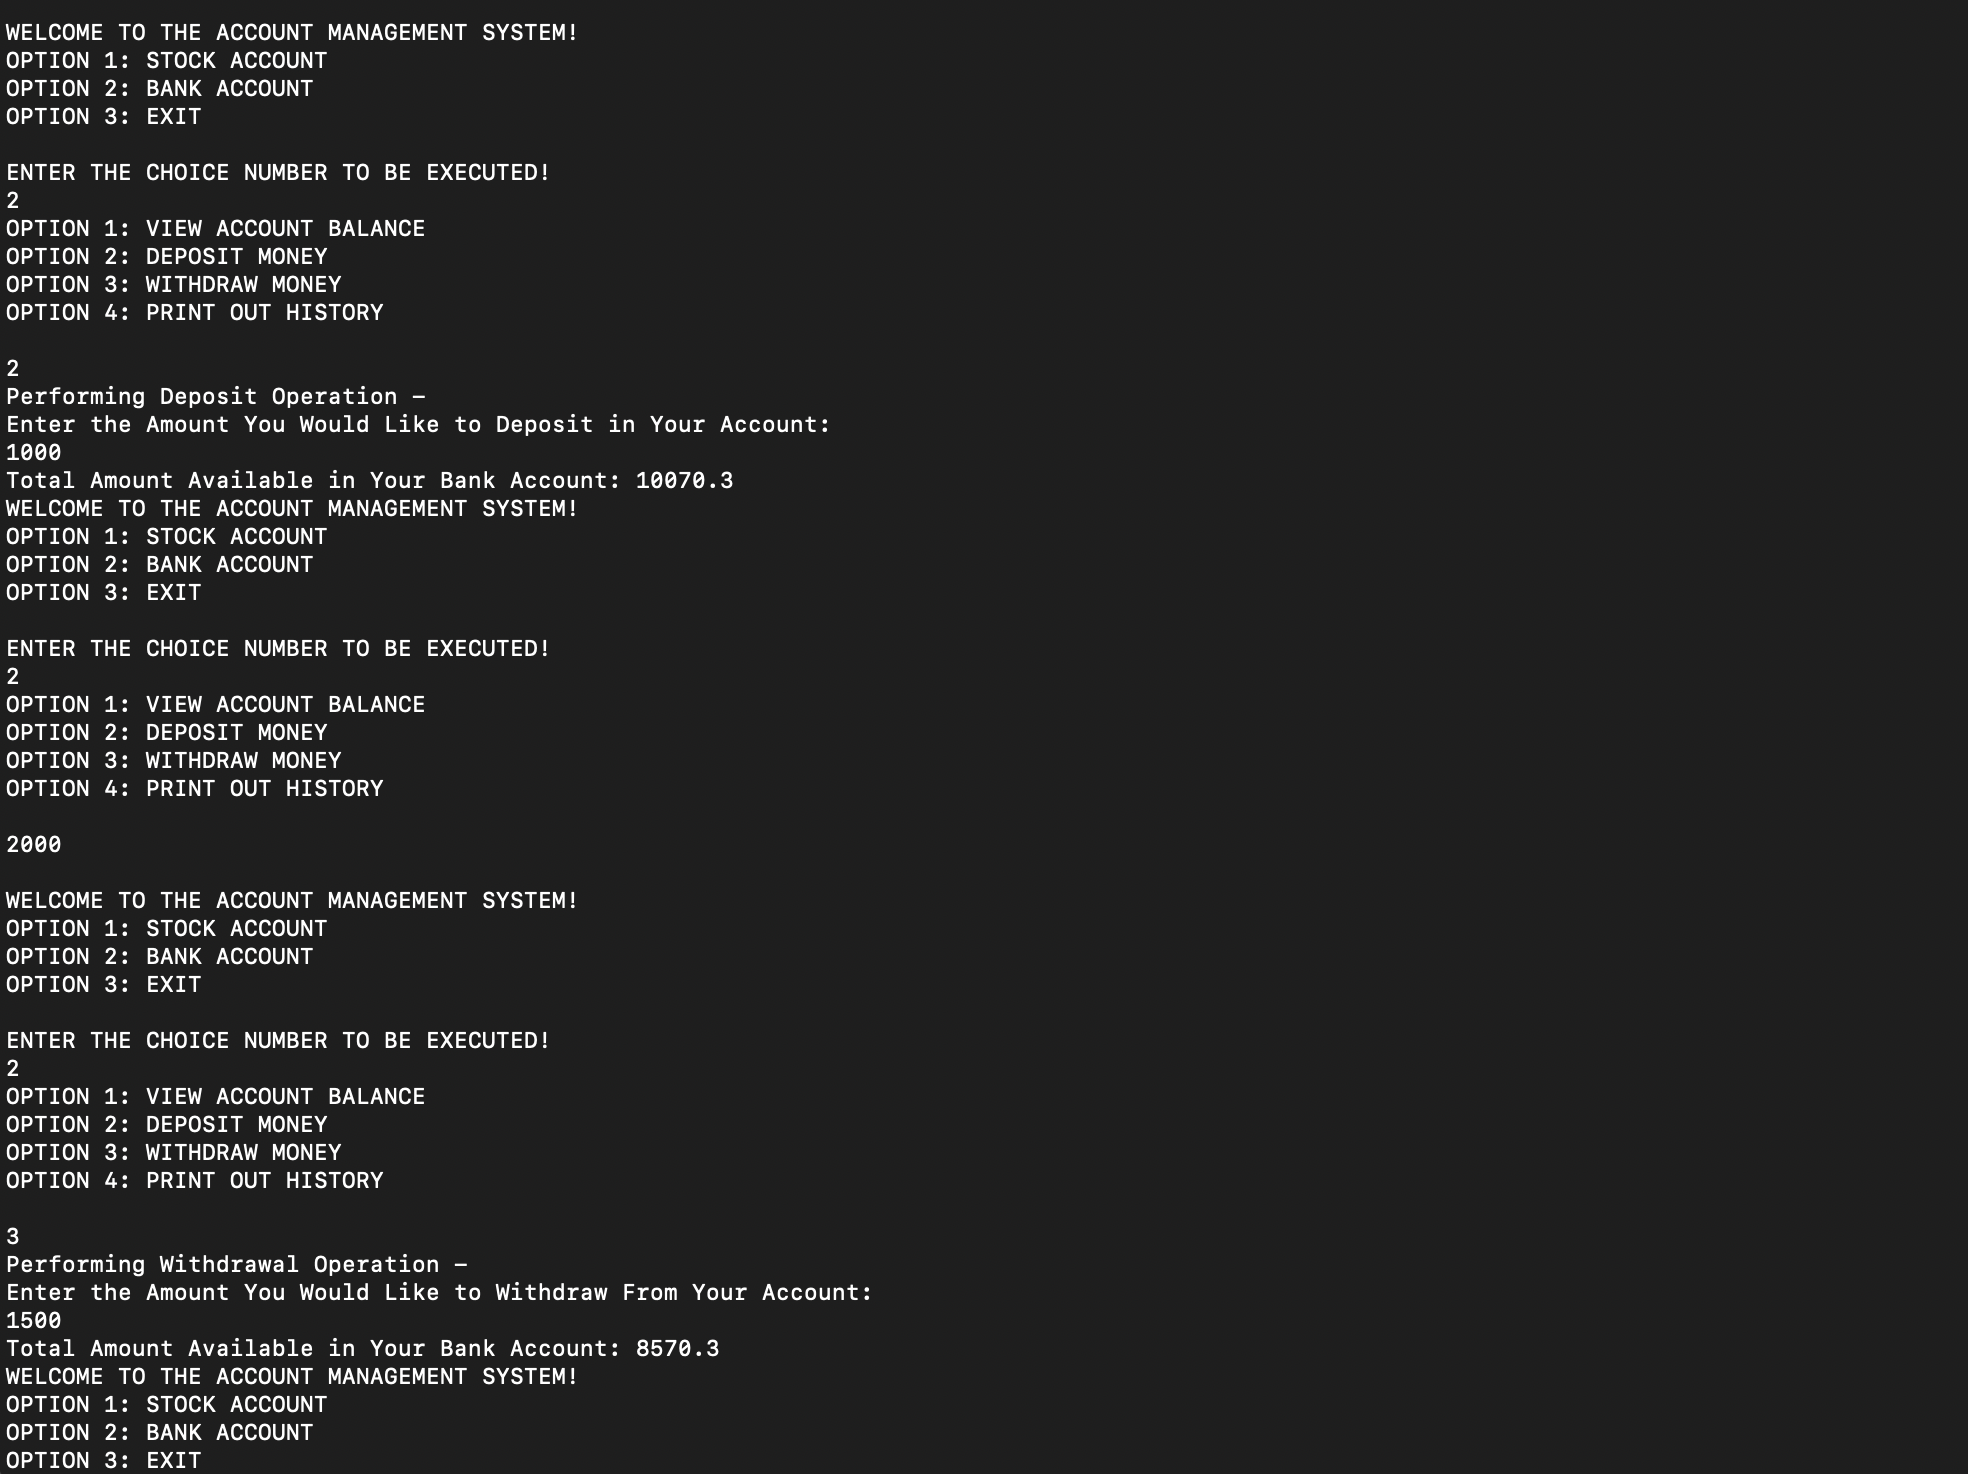 WELCOME TO THE ACCOUNT MANAGEMENT SYSTEM!
OPTION 1: STOCK ACCOUNT
OPTION 2: BANK ACCOUNT
OPTION 3: EXIT
ENTER THE CHOICE NUMBER TO BE EXECUTED!
2
OPTION 1: VIEW ACCOUNT BALANCE
OPTION 2: DEPOSIT MONEY
OPTION 3: WITHDRAW MONEY
OPTION 4: PRINT OUT HISTORY
2
Performing Deposit Operation –
Enter the Amount You Would Like to Deposit in Your Account:
1000
Total Amount Available in Your Bank Account: 10070.3
WELCOME TO THE ACCOUNT MANAGEMENT SYSTEM!
OPTION 1: STOCK ACCOUNT
OPTION 2: BANK ACCOUNT
OPTION 3: EXIT
ENTER THE CHOICE NUMBER TO BE EXECUTED!
2
OPTION 1: VIEW ACCOUNT BALANCE
OPTION 2: DEPOSIT MONEY
OPTION 3: WITHDRAW MONEY
OPTION 4: PRINT OUT HISTORY
2000
WELCOME TO THE ACCOUNT MANAGEMENT SYSTEM!
OPTION 1: STOCK ACCOUNT
OPTION 2: BANK ACCOUNT
OPTION 3: EXIT
ENTER THE CHOICE NUMBER TO BE EXECUTED!
2
OPTION 1: VIEW ACCOUNT BALANCE
OPTION 2: DEPOSIT MONEY
OPTION 3: WITHDRAW MONEY
OPTION 4: PRINT OUT HISTORY
3
Performing Withdrawal Operation –
Enter the Amount You Would Like to Withdraw From Your Account:
1500
Total Amount Available in Your Bank Account: 8570.3
WELCOME TO THE ACCOUNT MANAGEMENT SYSTEM!
OPTION 1: STOCK ACCOUNT
OPTION 2: BANK ACCOUNT
OPTION 3: EXIT